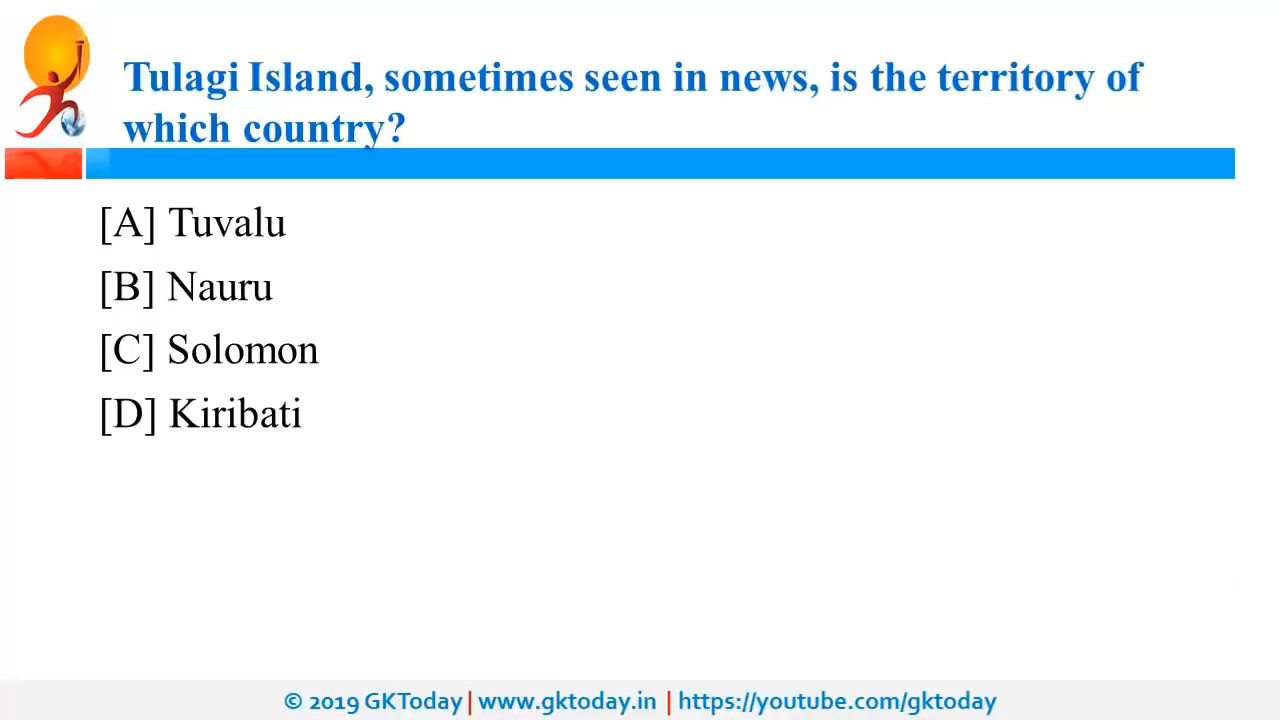 Tulagi Island, sometimes seen in news, is the territory of
which country?
[A] Tuvalu
[B] Nauru
[C] Solomon
[D] Kiribati
© 2019 GKToday | www.gktoday.in | https://youtube.com/gktoday